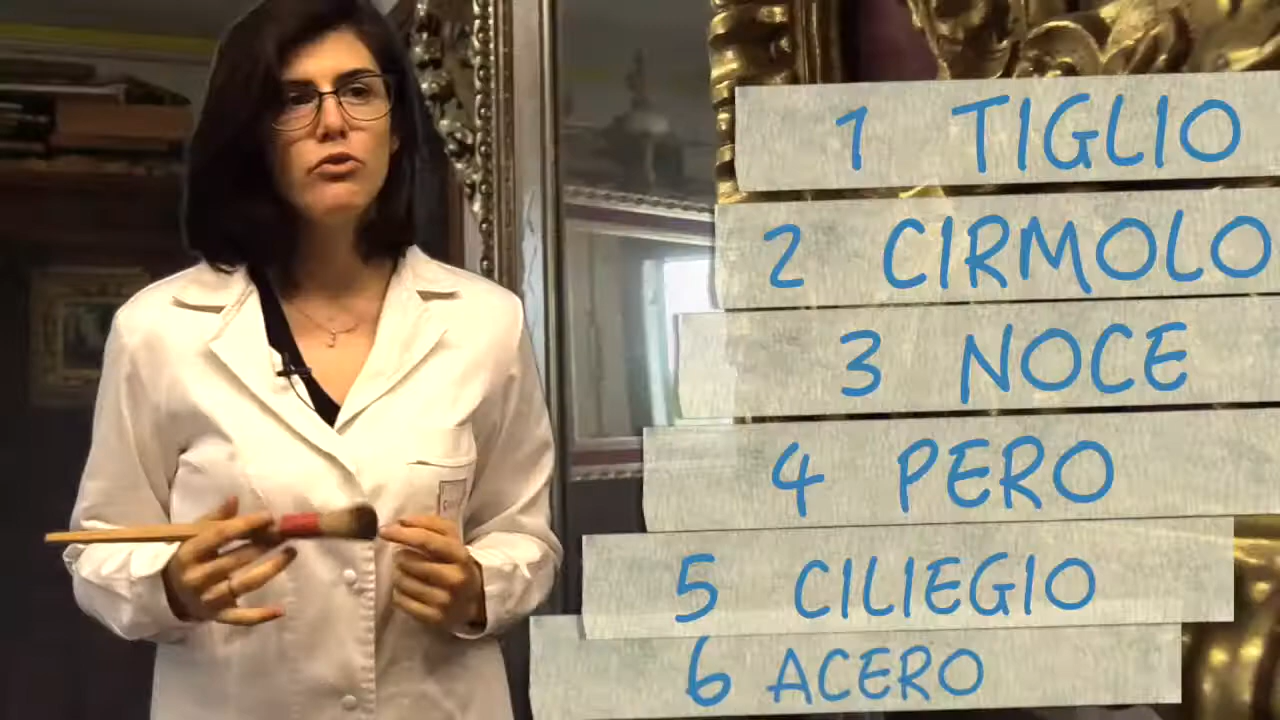 1 TIGLIO
2 CIRMOLO
3 NOCE
4 PERO
5 CILIEGIO
6 ACERO